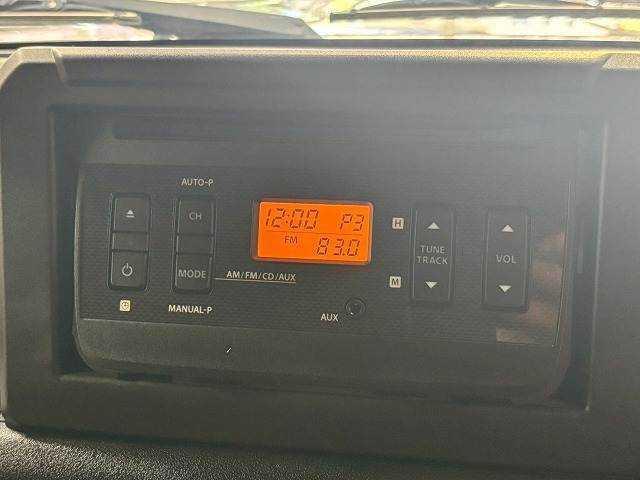 AUTO-P
CH
MODE
AM/FM/CD/AUX
MANUAL-P
12:00 P3
FM 83.0
AUX
H
M
TUNE
TRACK
VOL